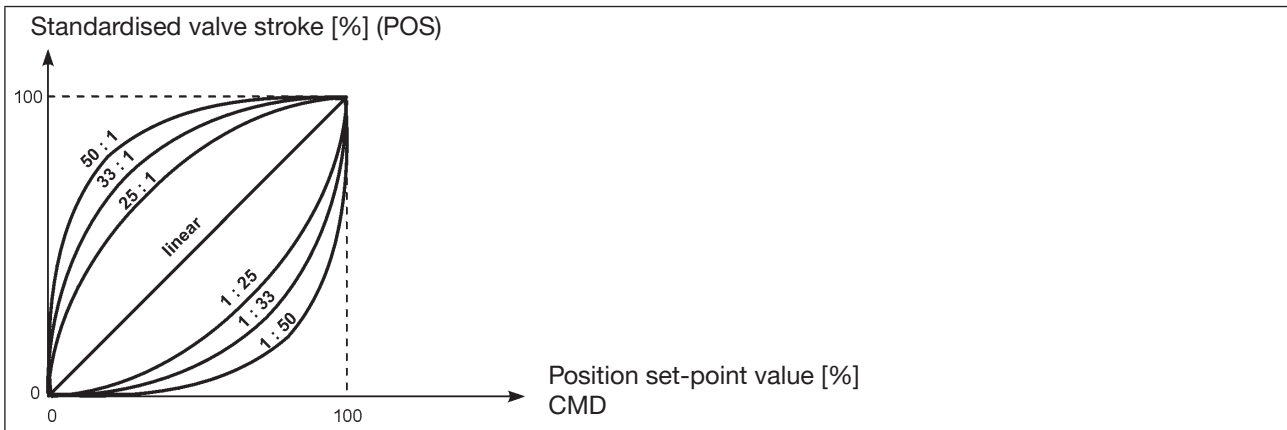 Standardised valve stroke [%] (POS)
100
50 : 1
33 : 1
25 : 1
linear
1 : 25
1 : 33
1 : 50
0
0
100
Position set-point value [%]
CMD